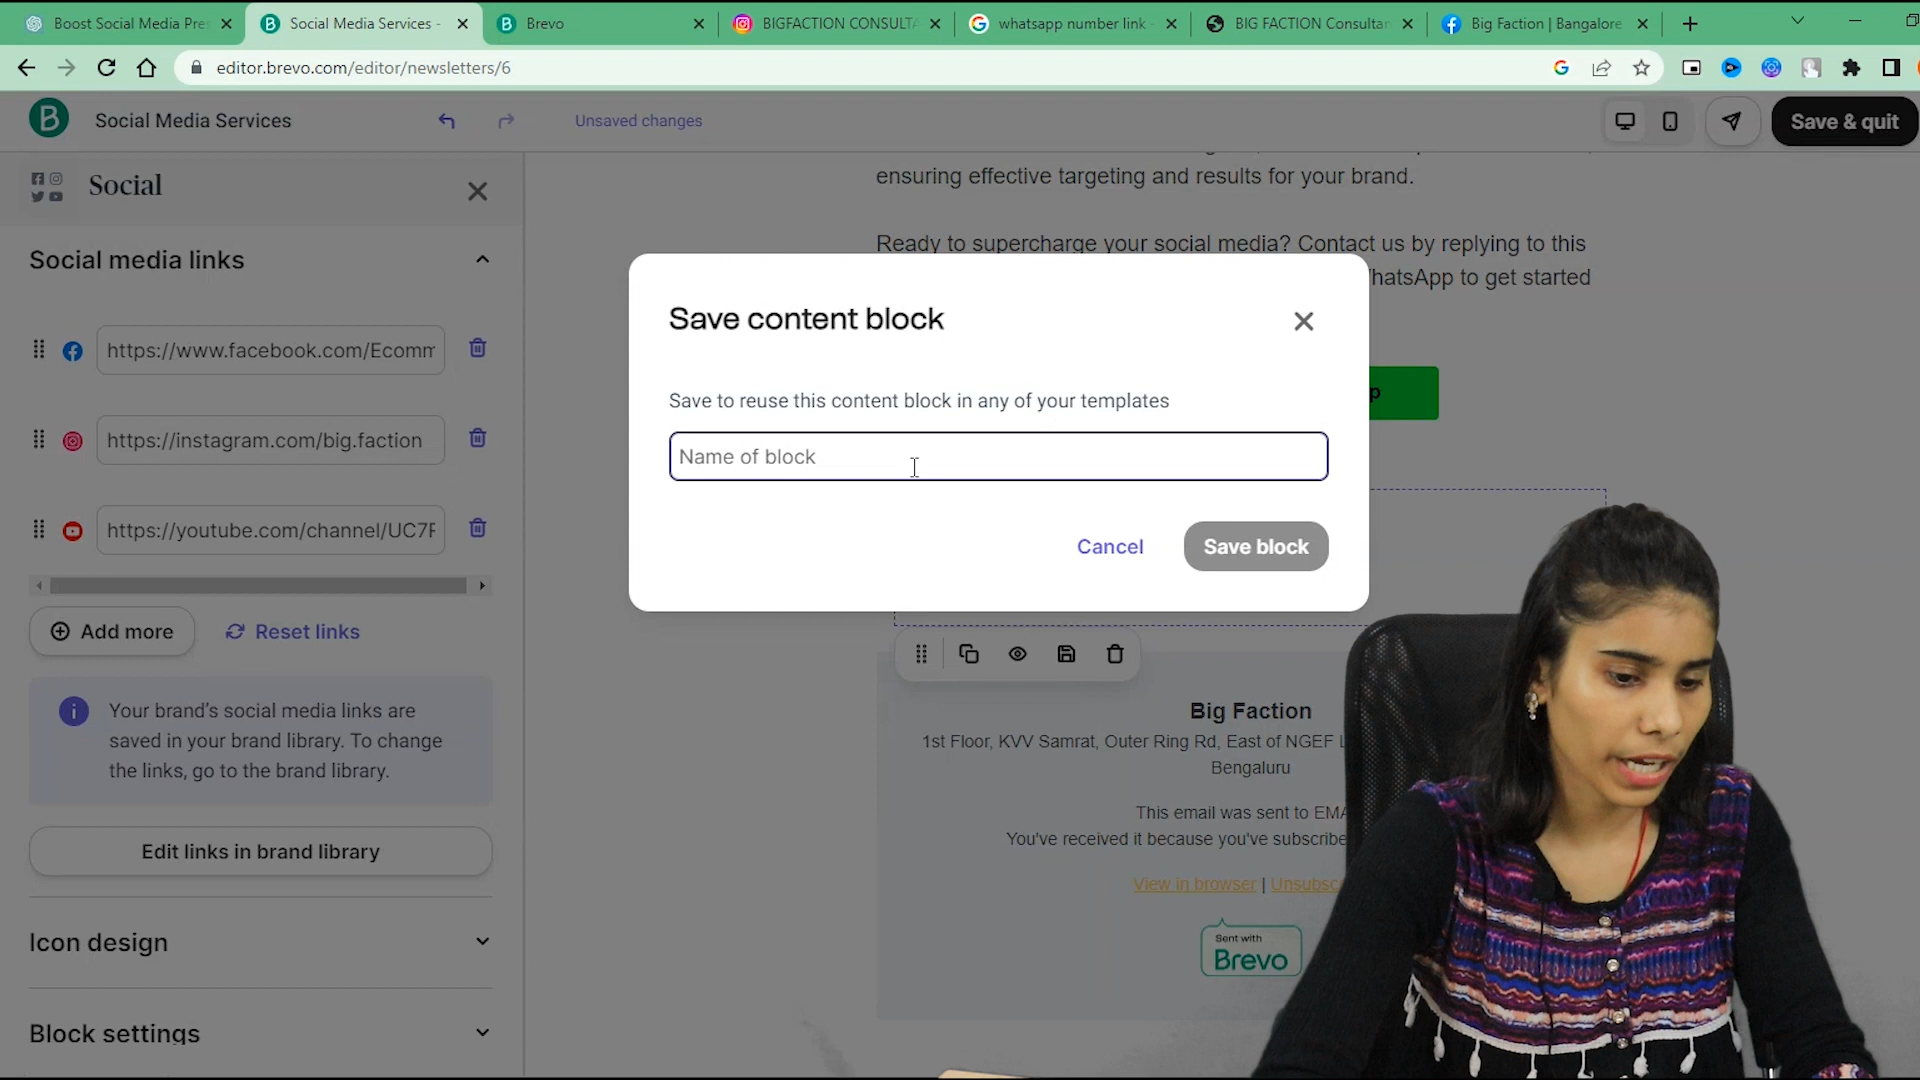 Boost Social Media Pre
Social Media Services -
Brevo
BIGFACTION CONSULTA
whatsapp number link
BIG FACTION Consultan
Big Faction | Bangalore
editor.brevo.com/editor/newsletters/6
Social Media Services
Unsaved changes
Save & quit
Social
Social media links
https://www.facebook.com/Ecomm
https://instagram.com/big.faction
https://youtube.com/channel/UC7F
Add more
Reset links
Your brand's social media links are
saved in your brand library. To change
the links, go to the brand library.
Edit links in brand library
Icon design
Block settings
ensuring effective targeting and results for your brand.
Ready to supercharge your social media? Contact us by replying to this
hatsApp to get started
p
Save content block
Save to reuse this content block in any of your templates
Name of block
Cancel
Save block
Big Faction
1st Floor, KVV Samrat, Outer Ring Rd, East of NGEF L
Bengaluru
This email was sent to EMA
You've received it because you've subscribe
View in browser | Unsubsc
Sent with
Brevo